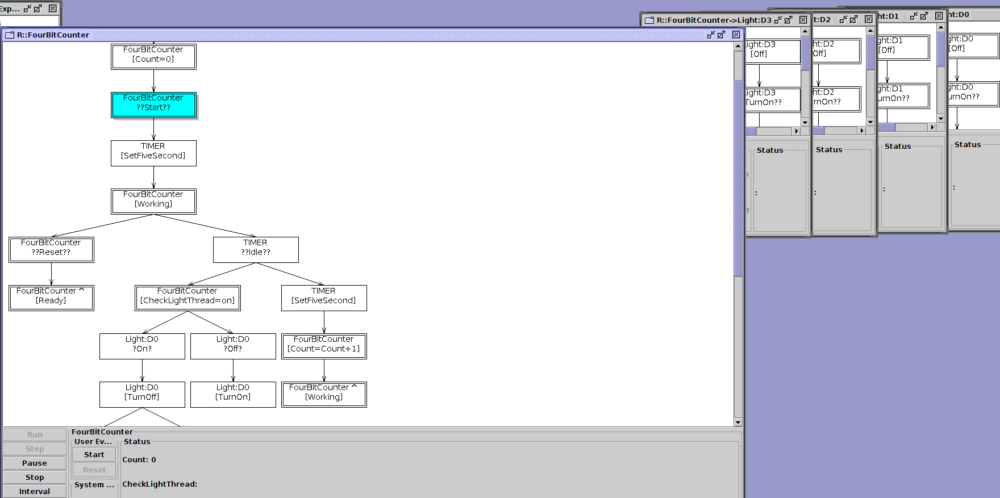 Exp...
R::FourBitCounter
FourBitCounter
[Count=0]
FourBitCounter
??Start??
TIMER
[SetFiveSecond]
FourBitCounter
[Working]
FourBitCounter
??Reset??
TIMER
??Idle??
FourBitCounter ^
[Ready]
FourBitCounter
[CheckLightThread=on]
TIMER
[SetFiveSecond]
Light:D0
?On?
Light:D0
?Off?
FourBitCounter
[Count=Count+1]
Light:D0
[TurnOff]
Light:D0
[TurnOn]
FourBitCounter ^
[Working]
Run
Step
Pause
Stop
Interval
FourBitCounter
User Ev...
Start
Reset
System ...
Status
Count: 0
CheckLightThread:
R::FourBitCounter->Light:D3
ight:D3
[Off]
ight:D3
TurnOn??
Status
:
t:D2
ht:D2
Off]
ht:D2
rnOn??
Status
:
ht:D1
ght:D1
[Off]
ght:D1
urnOn??
Status
:
ht:D0
ght:D0
[Off]
ght:D0
urnOn??
Status
: